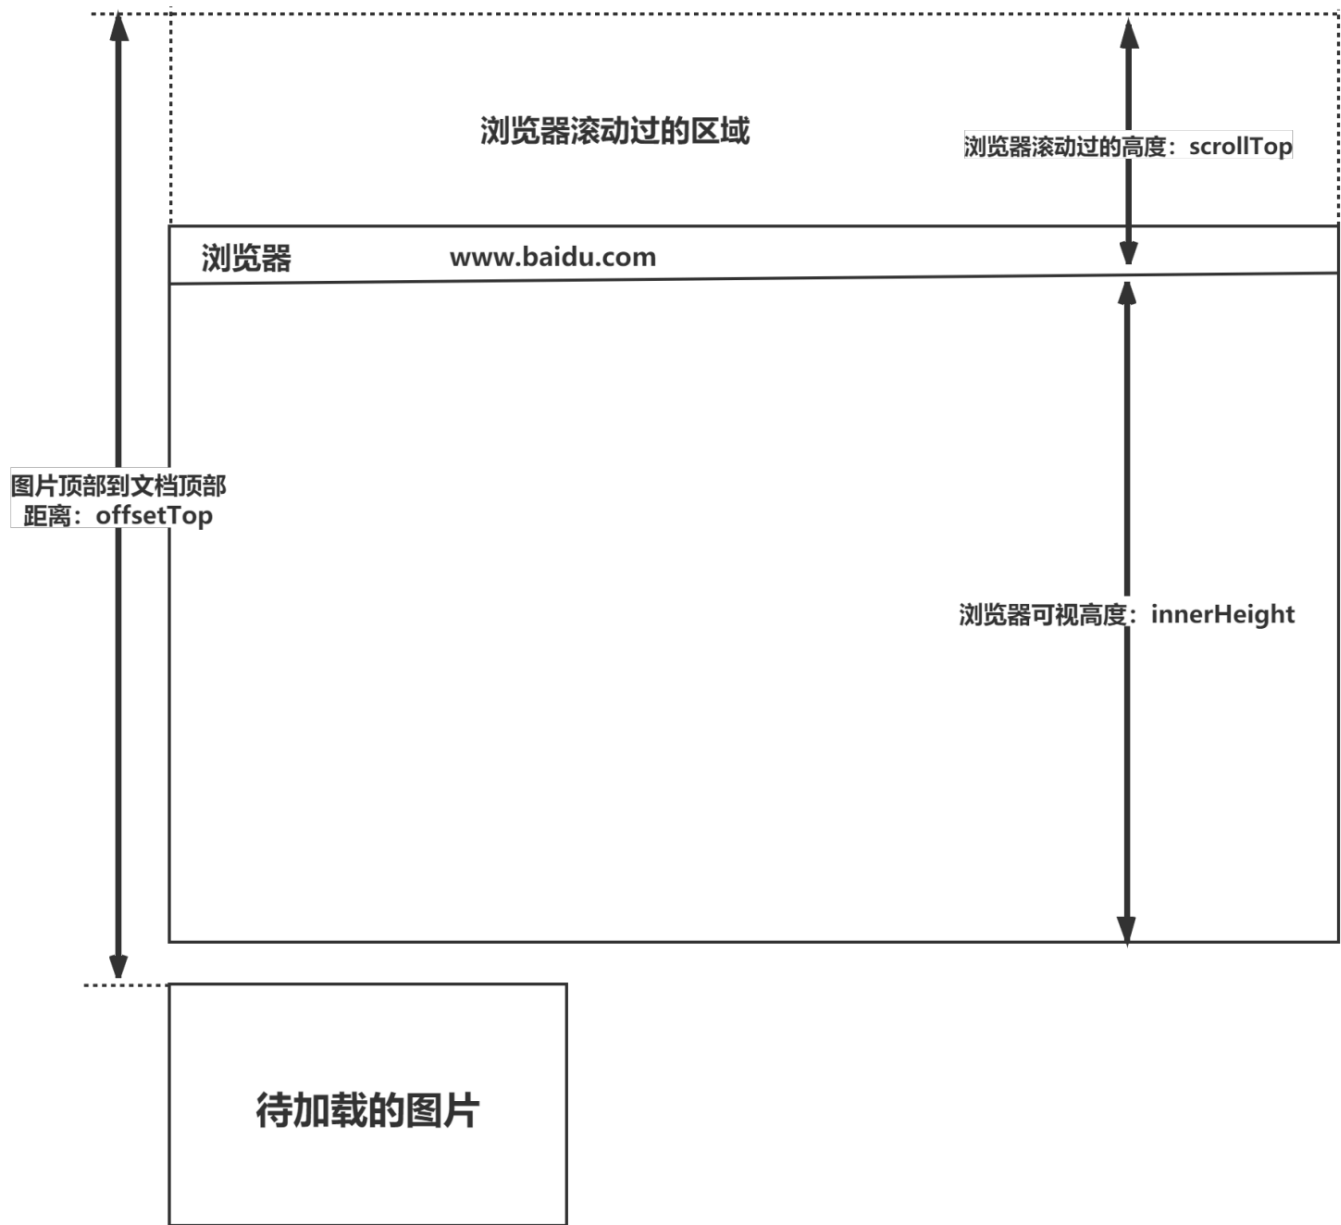 浏览器滚动过的区域
浏览器滚动过的高度：scrollTop
浏览器
www.baidu.com
图片顶部到文档顶部
距离：offsetTop
浏览器可视高度：innerHeight
待加载的图片